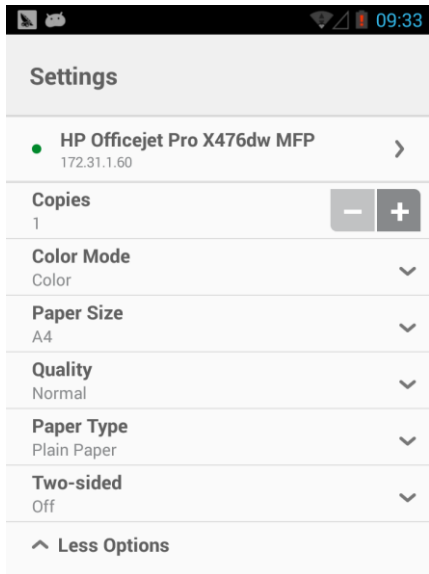 09:33
Settings
HP Officejet Pro X476dw MFP
172.31.1.60
Copies
1
Color Mode
Color
Paper Size
A4
Quality
Normal
Paper Type
Plain Paper
Two-sided
Off
Less Options